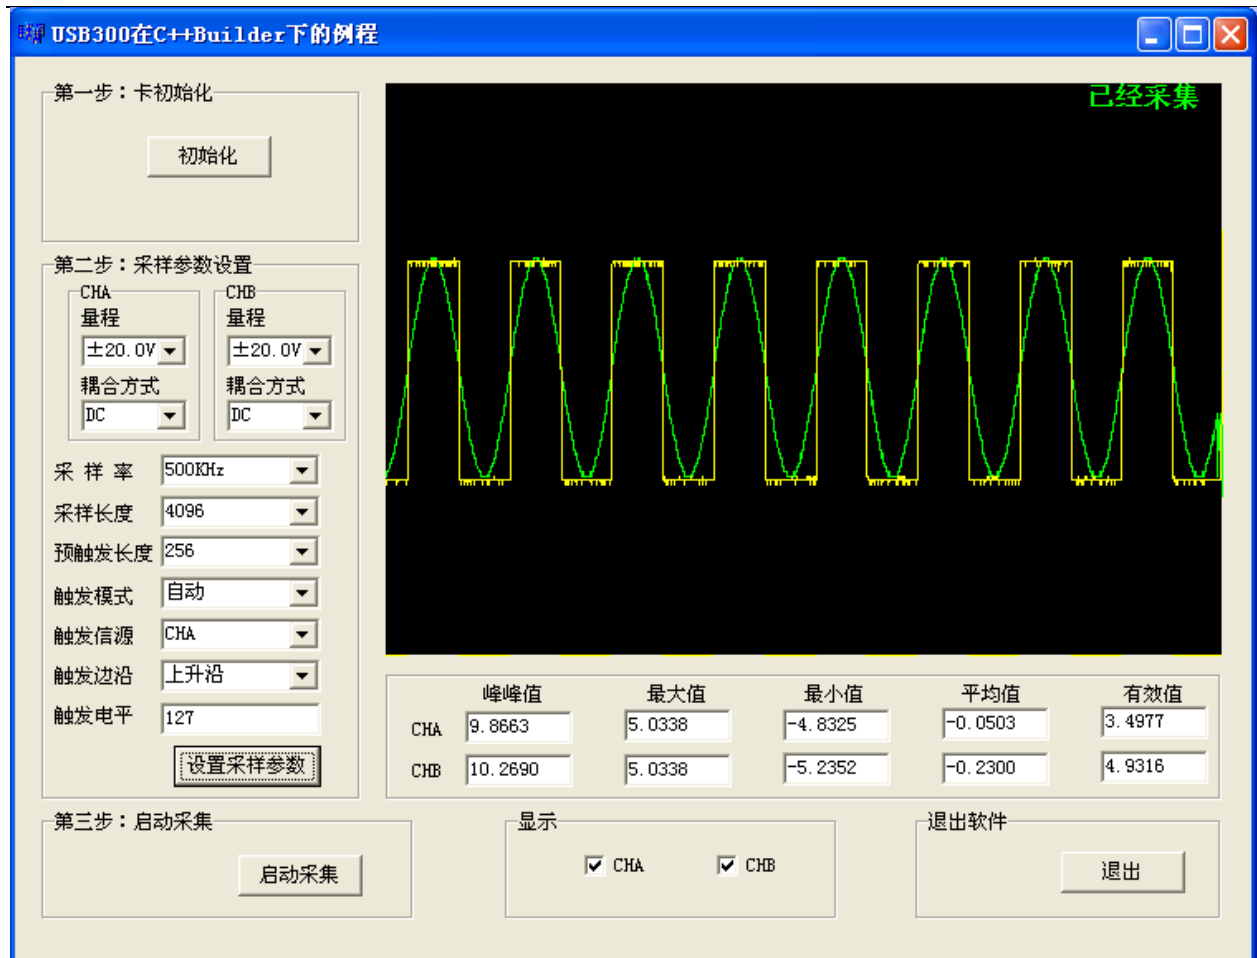 USB300在C++Builder下的例程
已经采集
第一步：卡初始化
初始化
第二步：采样参数设置
CHA
CHB
量程
量程
±20.0V
±20.0V
耦合方式
耦合方式
DC
DC
采 样 率 500KHz
采样长度 4096
预触发长度 256
触发模式 自动
触发信源 CHA
触发边沿 上升沿
触发电平 127
设置采样参数
峰峰值 最大值 最小值 平均值 有效值
CHA 9.8663 5.0338 -4.8325 -0.0503 3.4977
CHB 10.2690 5.0338 -5.2352 -0.2300 4.9316
第三步：启动采集
启动采集
显示
CHA CHB
退出软件
退出